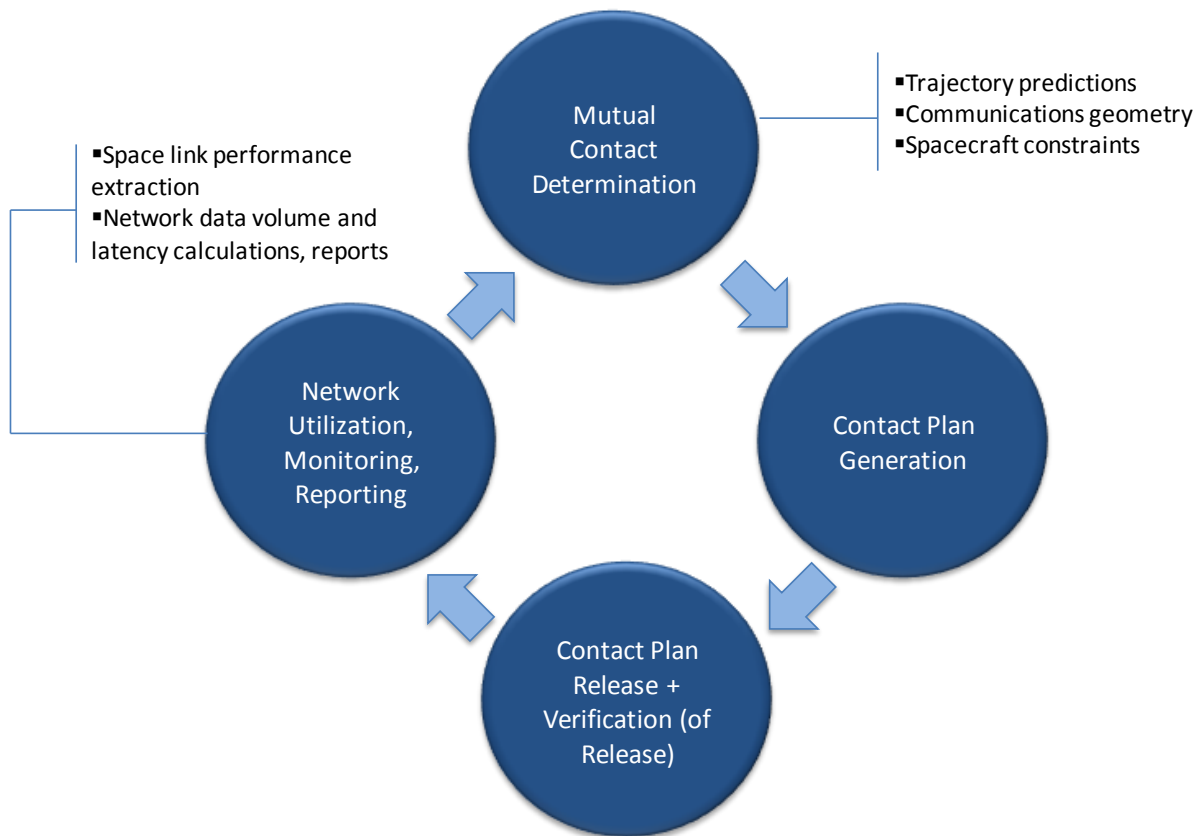 Mutual
Contact
Determination
▪Trajectory predictions
▪Communications geometry
▪Spacecraft constraints
▪Space link performance
extraction
▪Network data volume and
latency calculations, reports
Network
Utilization,
Monitoring,
Reporting
Contact Plan
Generation
Contact Plan
Release +
Verification (of
Release)